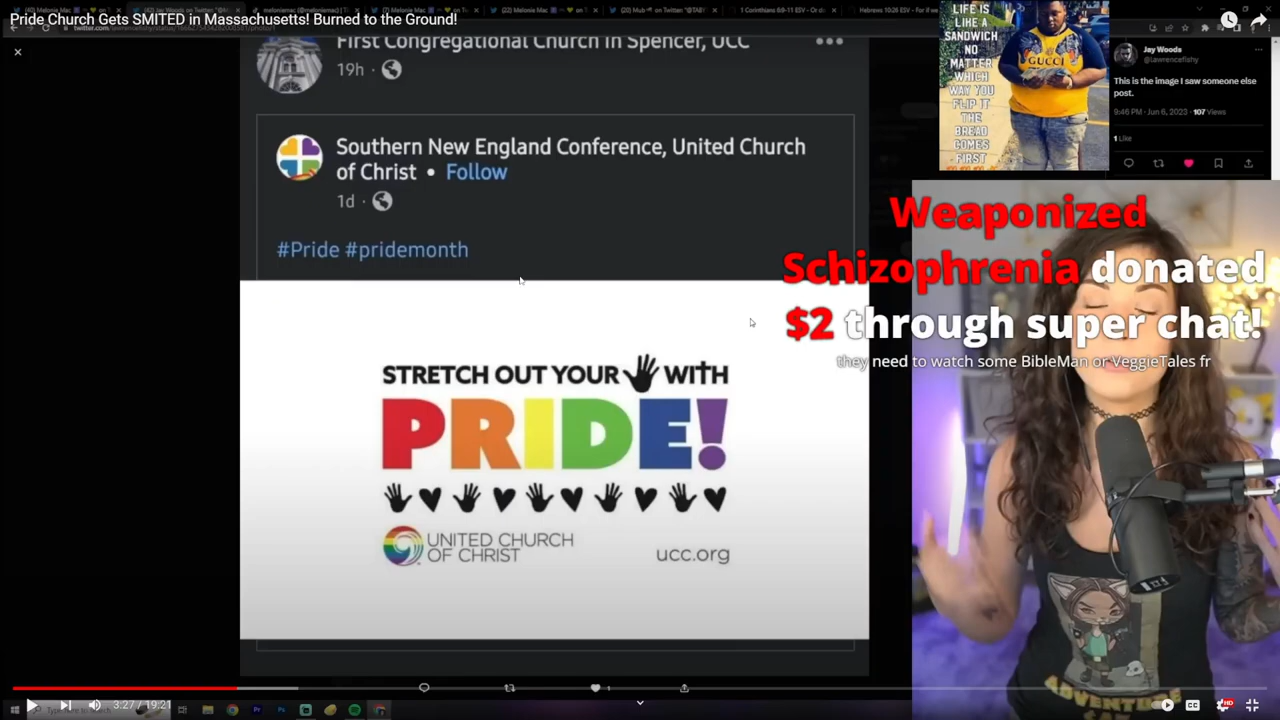 Pride Church Gets SMITED in Massachusetts! Burned to the Ground!
First Congregational Church in Spencer, UCC
19h
Southern New England Conference, United Church
of Christ • Follow
1d
#Pride #pridemonth
STRETCH OUT YOUR WITH
PRIDE!
UNITED CHURCH
OF CHRIST
ucc.org
LIFE IS
LIKE A
SANDWICH
NO
MATTER
WHICH
WAY YOU
FLIP IT
THE
BREAD
COMES
FIRST
GUCCI
Jay Woods
@lawrencefishy
This is the image I saw someone else
post.
9:46 PM · Jun 6, 2023 · 107 Views
1 Like
Weaponized
Schizophrenia donated
$2 through super chat!
they need to watch some BibleMan or VeggieTales fr
ADVENTURE
1
3:27 / 19:21
CC
HD